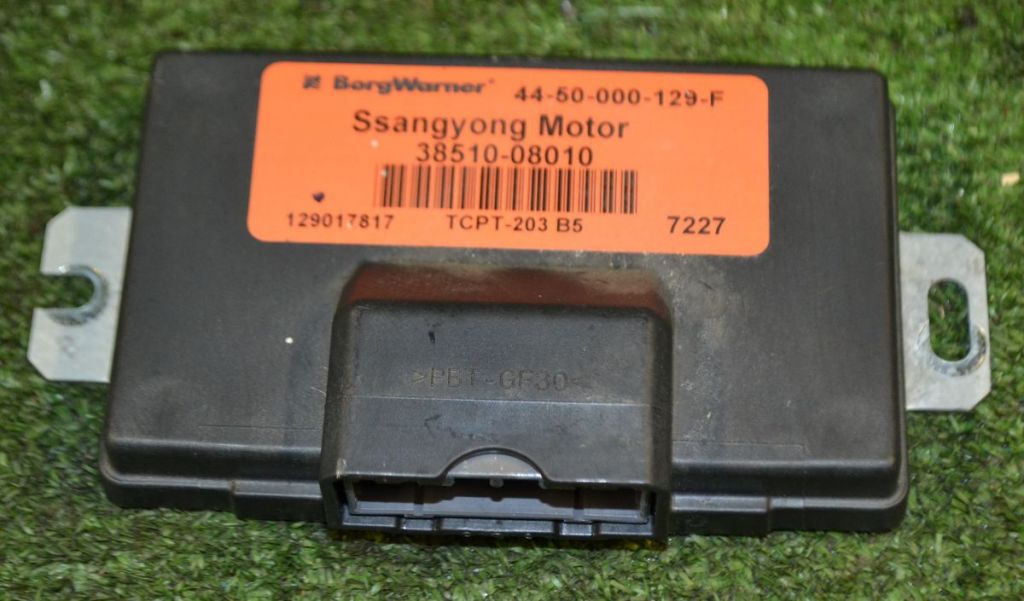 BorgWarner 44-50-000-129-F
Ssangyong Motor
38510-08010
129017817 TCPT-203 B5 7227
>PBT-GF30<